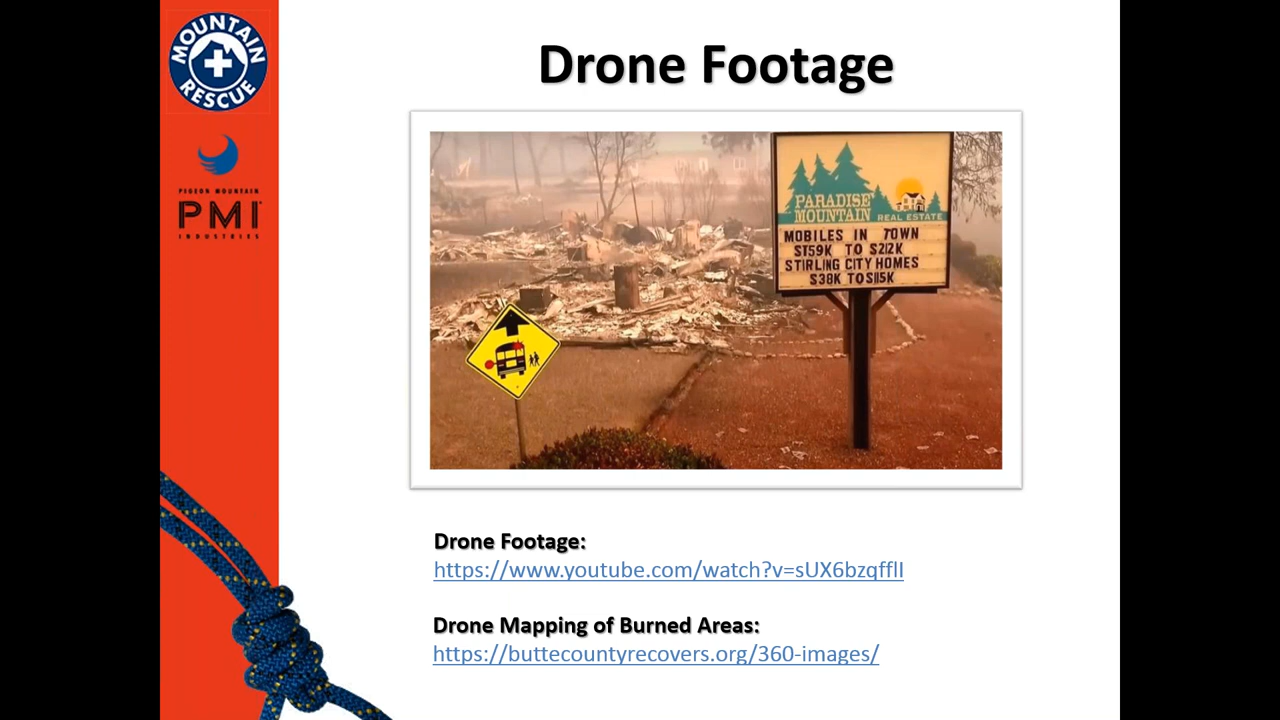 MOUNTAIN
RESCUE
PIGEON MOUNTAIN
PMI
INDUSTRIES
Drone Footage
PARADISE
MOUNTAIN
REAL ESTATE
MOBILES IN TOWN
$159K TO $212K
STIRLING CITY HOMES
$38K TO $115K
Drone Footage:
https://www.youtube.com/watch?v=sUX6bzqffII
Drone Mapping of Burned Areas:
https://buttecountyrecovers.org/360-images/